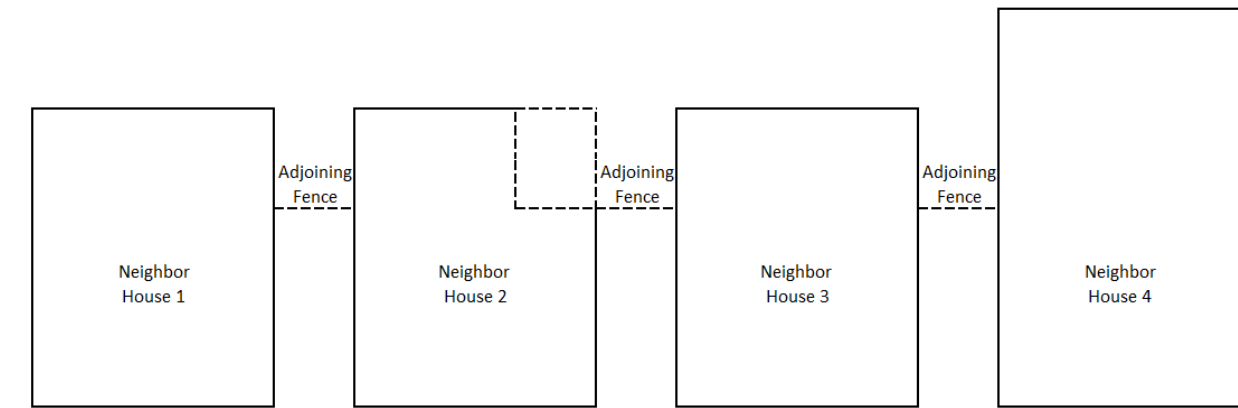 Adjoining
Fence
Adjoining
Fence
Adjoining
Fence
Neighbor
House 1
Neighbor
House 2
Neighbor
House 3
Neighbor
House 4